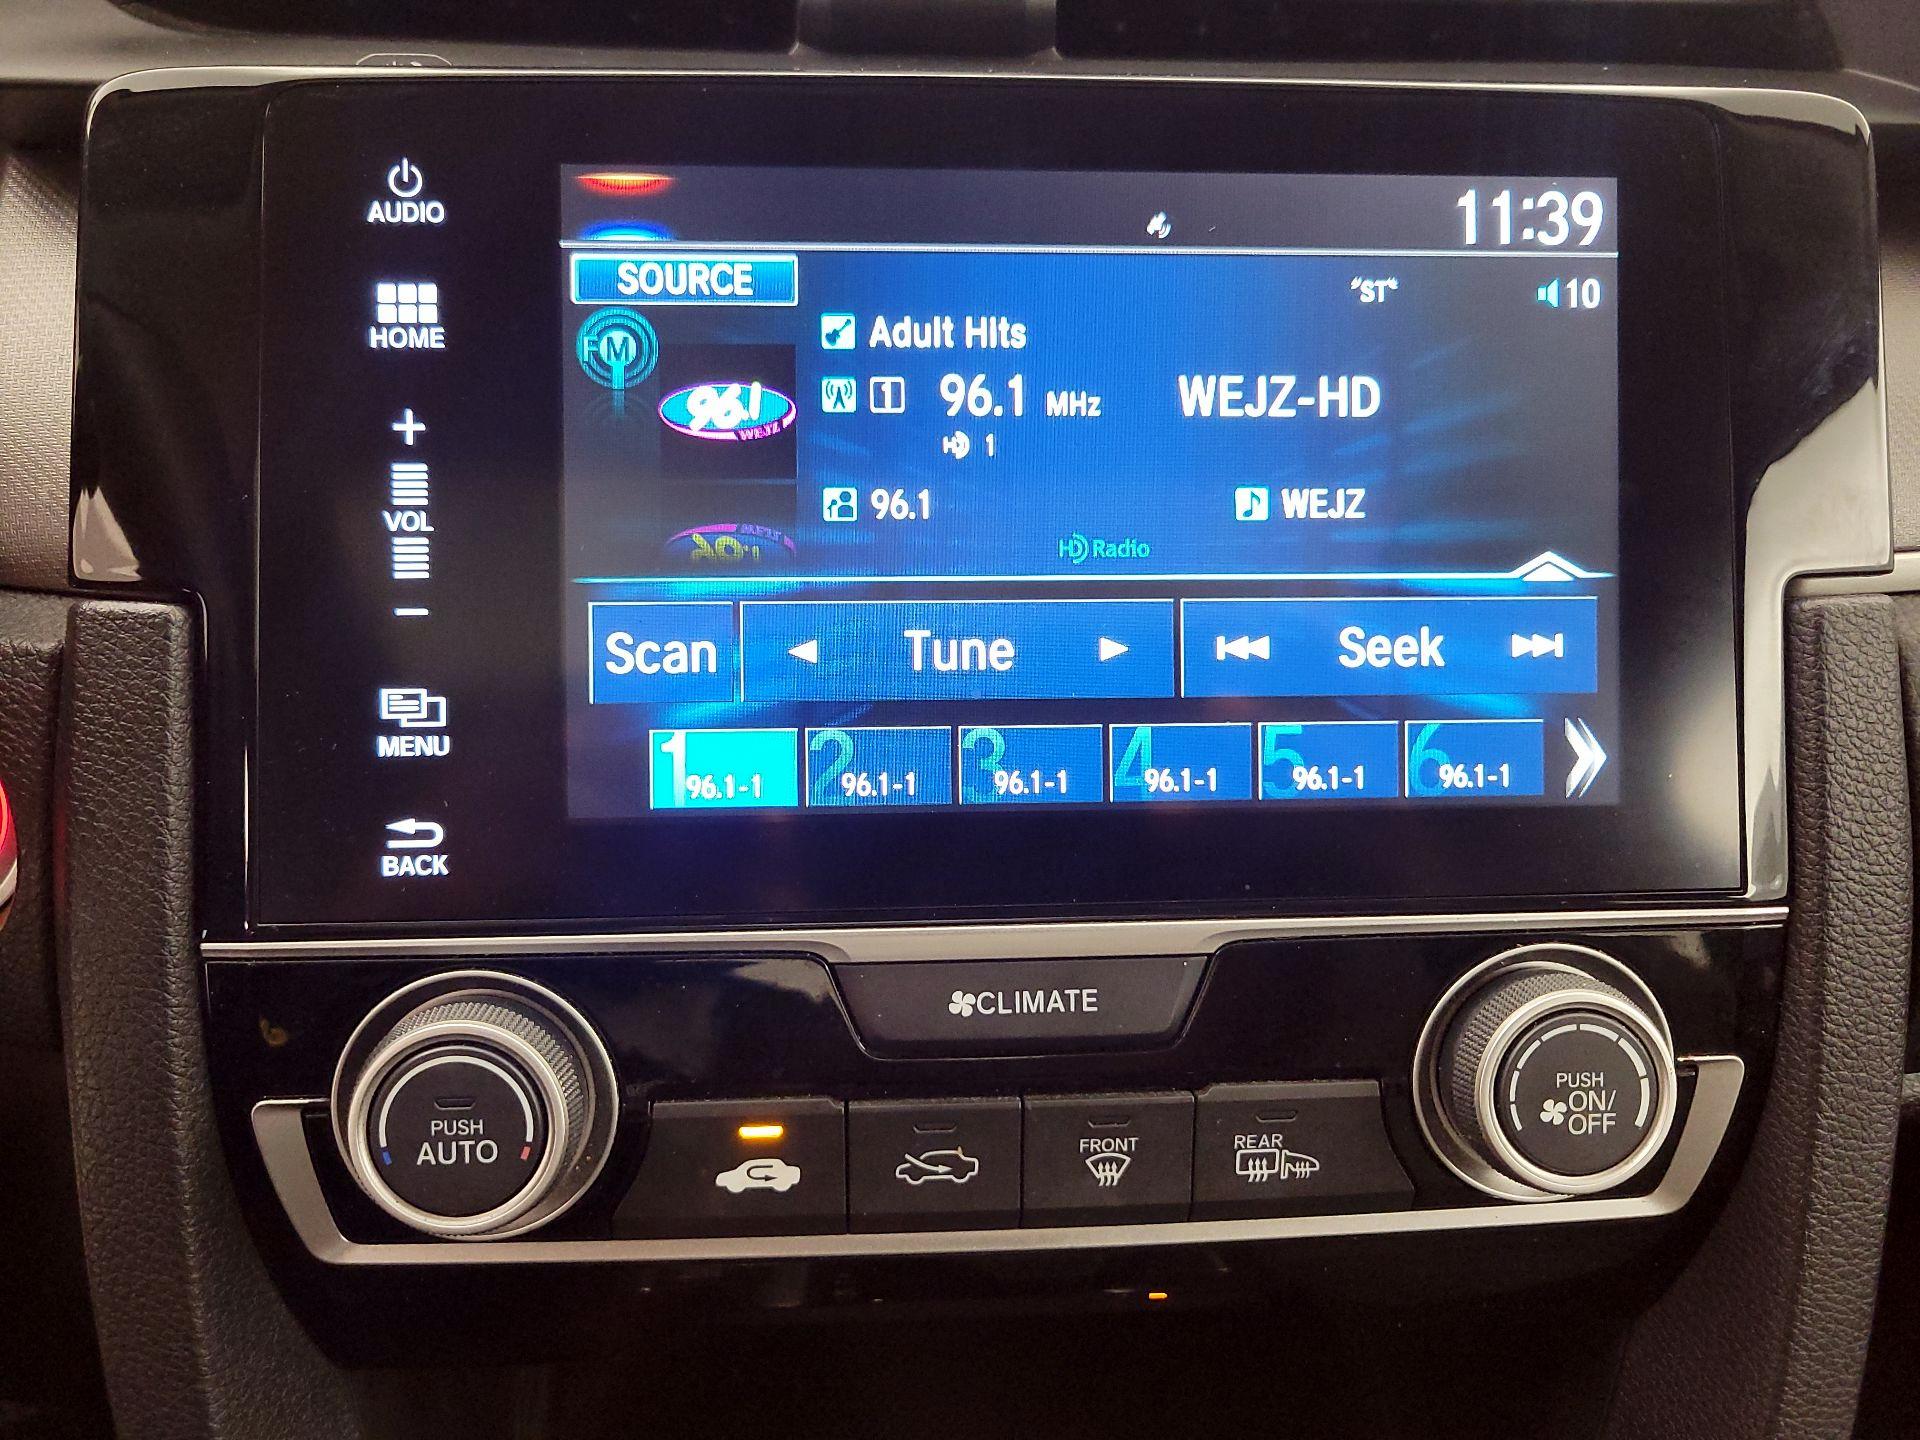 AUDIO
HOME
+
VOL
−
MENU
BACK
11:39
SOURCE
"ST"
10
FM
Adult Hits
96.1
WEJZ
1 96.1 MHz WEJZ-HD
HD 1
96.1 WEJZ
HD Radio
Scan Tune Seek
1 96.1-1
2 96.1-1
3 96.1-1
4 96.1-1
5 96.1-1
6 96.1-1
CLIMATE
PUSH
AUTO
FRONT
REAR
PUSH
ON/
OFF